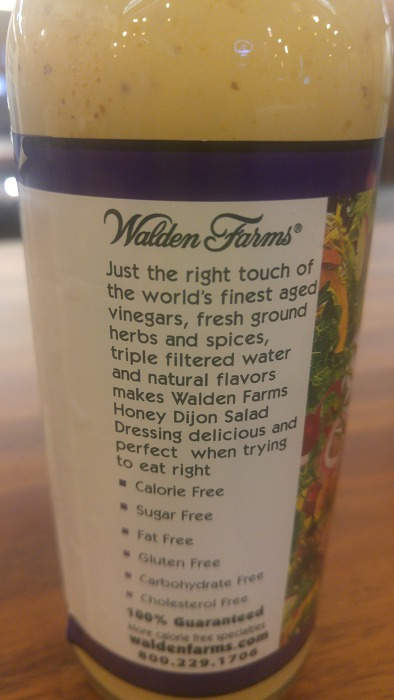 Walden Farms®
Just the right touch of
the world's finest aged
vinegars, fresh ground
herbs and spices,
triple filtered water
and natural flavors
makes Walden Farms
Honey Dijon Salad
Dressing delicious and
perfect when trying
to eat right
▪ Calorie Free
▪ Sugar Free
▪ Fat Free
▪ Gluten Free
▪ Carbohydrate Free
▪ Cholesterol Free
100% Guaranteed
More calorie free specialties
waldenfarms.com
800.229.1706